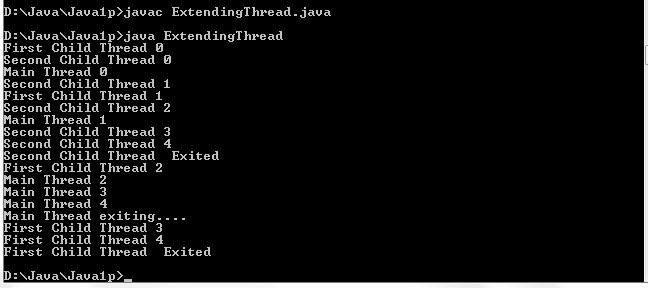 D:\Java\Java1p>javac ExtendingThread.java
D:\Java\Java1p>java ExtendingThread
First Child Thread 0
Second Child Thread 0
Main Thread 0
Second Child Thread 1
First Child Thread 1
Second Child Thread 2
Main Thread 1
Second Child Thread 3
Second Child Thread 4
Second Child Thread  Exited
First Child Thread 2
Main Thread 2
Main Thread 3
Main Thread 4
Main Thread exiting....
First Child Thread 3
First Child Thread 4
First Child Thread  Exited
D:\Java\Java1p>_